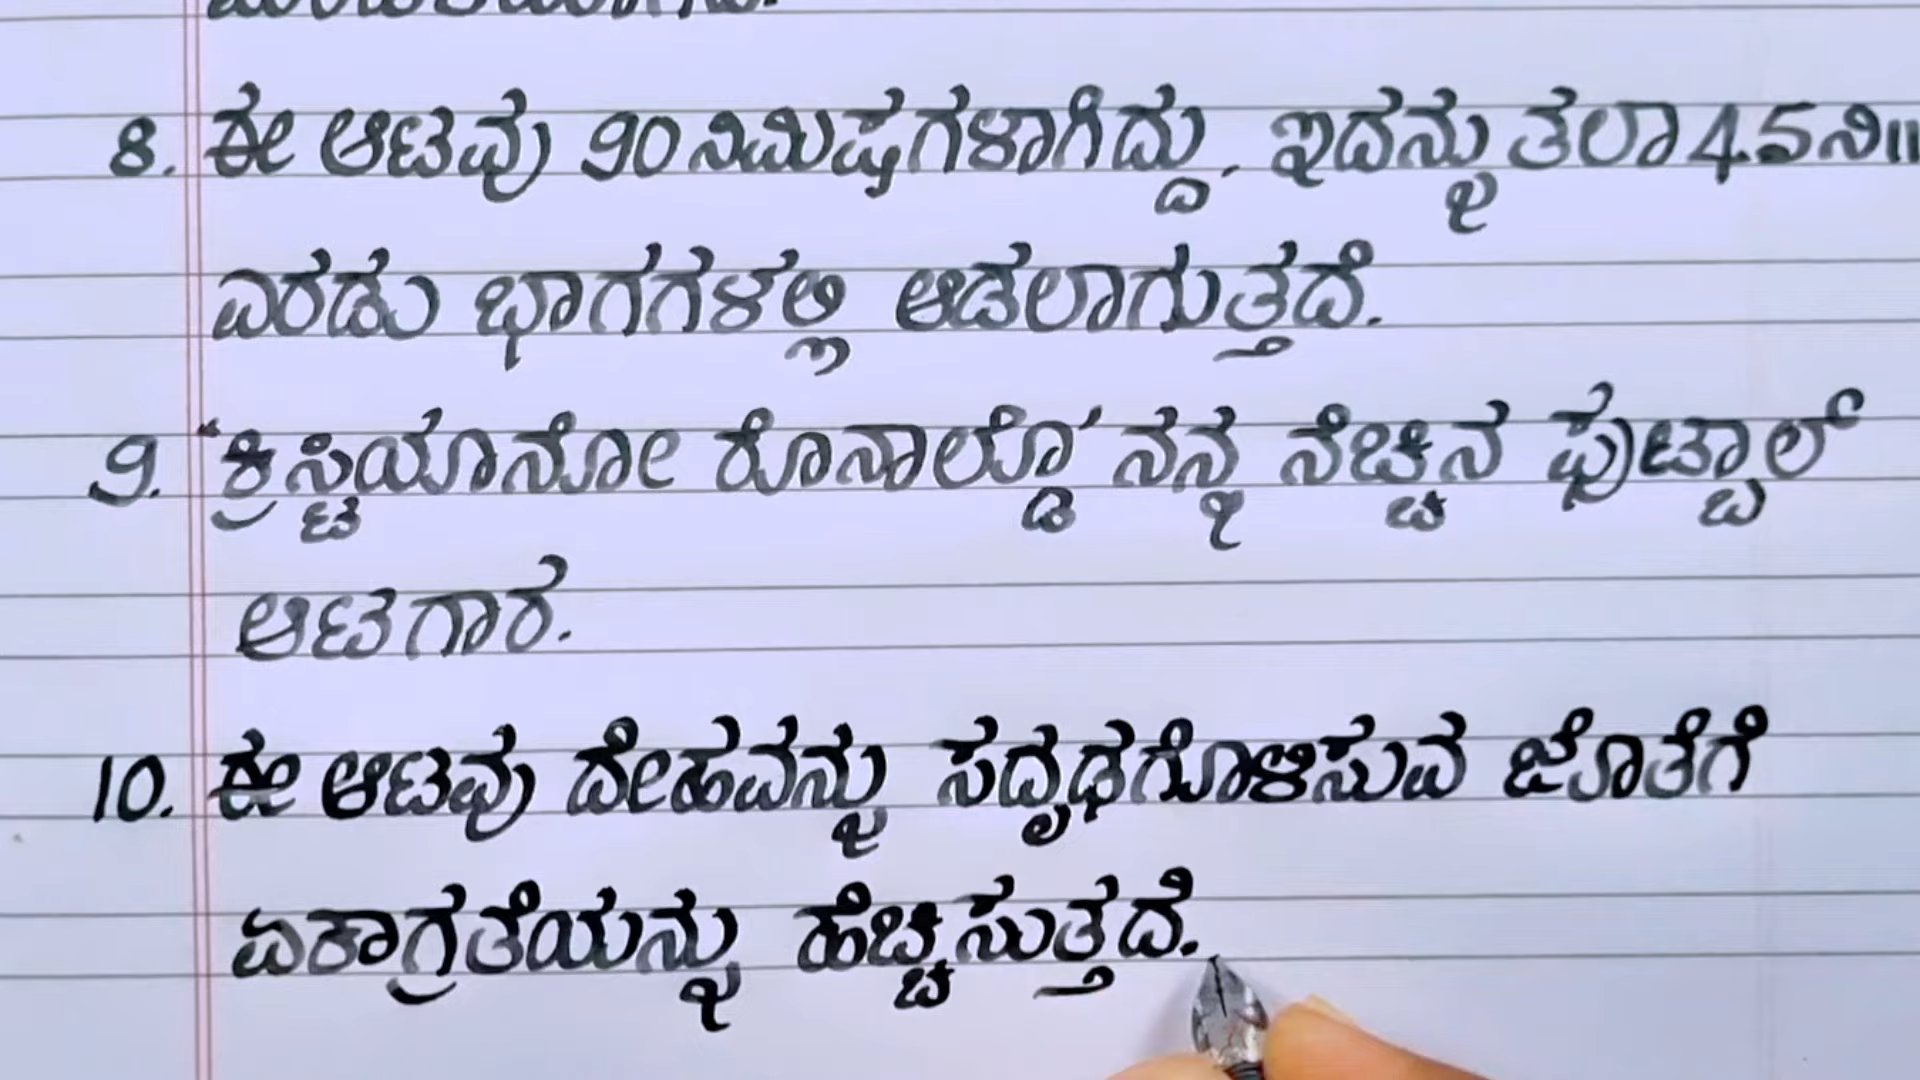 8. ಈ ಆಟವು 90 ನಿಮಿಷಗಳಾಗಿದ್ದು, ಇದನ್ನು ತಲಾ 45 ನಿ॥
ಎರಡು ಭಾಗಗಳಲ್ಲಿ ಆಡಲಾಗುತ್ತದೆ.
9. "ಕ್ರಿಸ್ಟಿಯಾನೋ ರೊನಾಲ್ಡೊ' ನನ್ನ ನೆಚ್ಚಿನ ಫುಟ್ಬಾಲ್
ಆಟಗಾರ.
10. ಈ ಆಟವು ದೇಹವನ್ನು ಸದೃಢಗೊಳಿಸುವ ಜೊತೆಗೆ
ಏಕಾಗ್ರತೆಯನ್ನು ಹೆಚ್ಚಿಸುತ್ತದೆ.